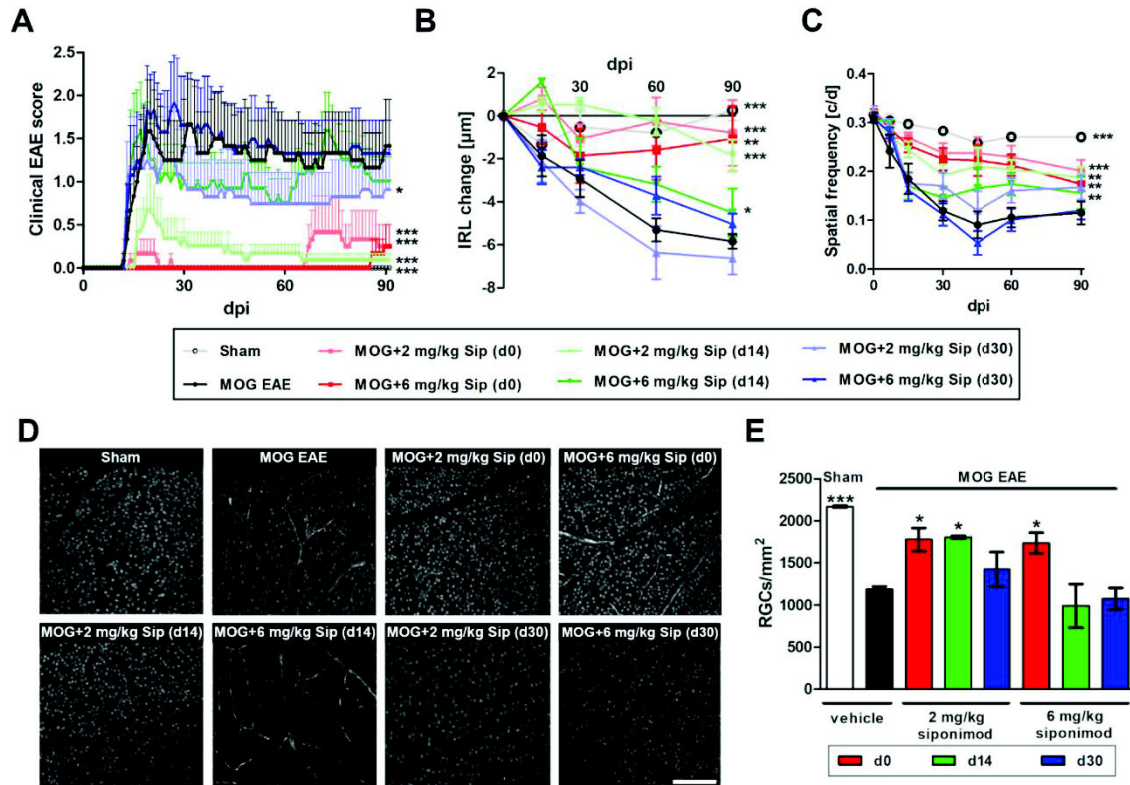 A
Clinical EAE score
2.5
2.0
1.5
1.0
0.5
0.0
0 30 60 90
dpi
*
***
***
***
***
B
dpi
30 60 90
IRL change [µm]
2
0
-2
-4
-6
-8
***
***
**
***
*
C
Spatial frequency [c/d]
0.4
0.3
0.2
0.1
0.0
0 15 30 45 60 75 90
dpi
***
***
**
**
**
Sham
MOG+2 mg/kg Sip (d0)
MOG+2 mg/kg Sip (d14)
MOG+2 mg/kg Sip (d30)
MOG EAE
MOG+6 mg/kg Sip (d0)
MOG+6 mg/kg Sip (d14)
MOG+6 mg/kg Sip (d30)
D
Sham
MOG EAE
MOG+2 mg/kg Sip (d0)
MOG+6 mg/kg Sip (d0)
MOG+2 mg/kg Sip (d14)
MOG+6 mg/kg Sip (d14)
MOG+2 mg/kg Sip (d30)
MOG+6 mg/kg Sip (d30)
E
Sham
MOG EAE
RGCs/mm²
2500
2000
1500
1000
500
0
***
*
*
*
vehicle
2 mg/kg
siponimod
6 mg/kg
siponimod
d0
d14
d30